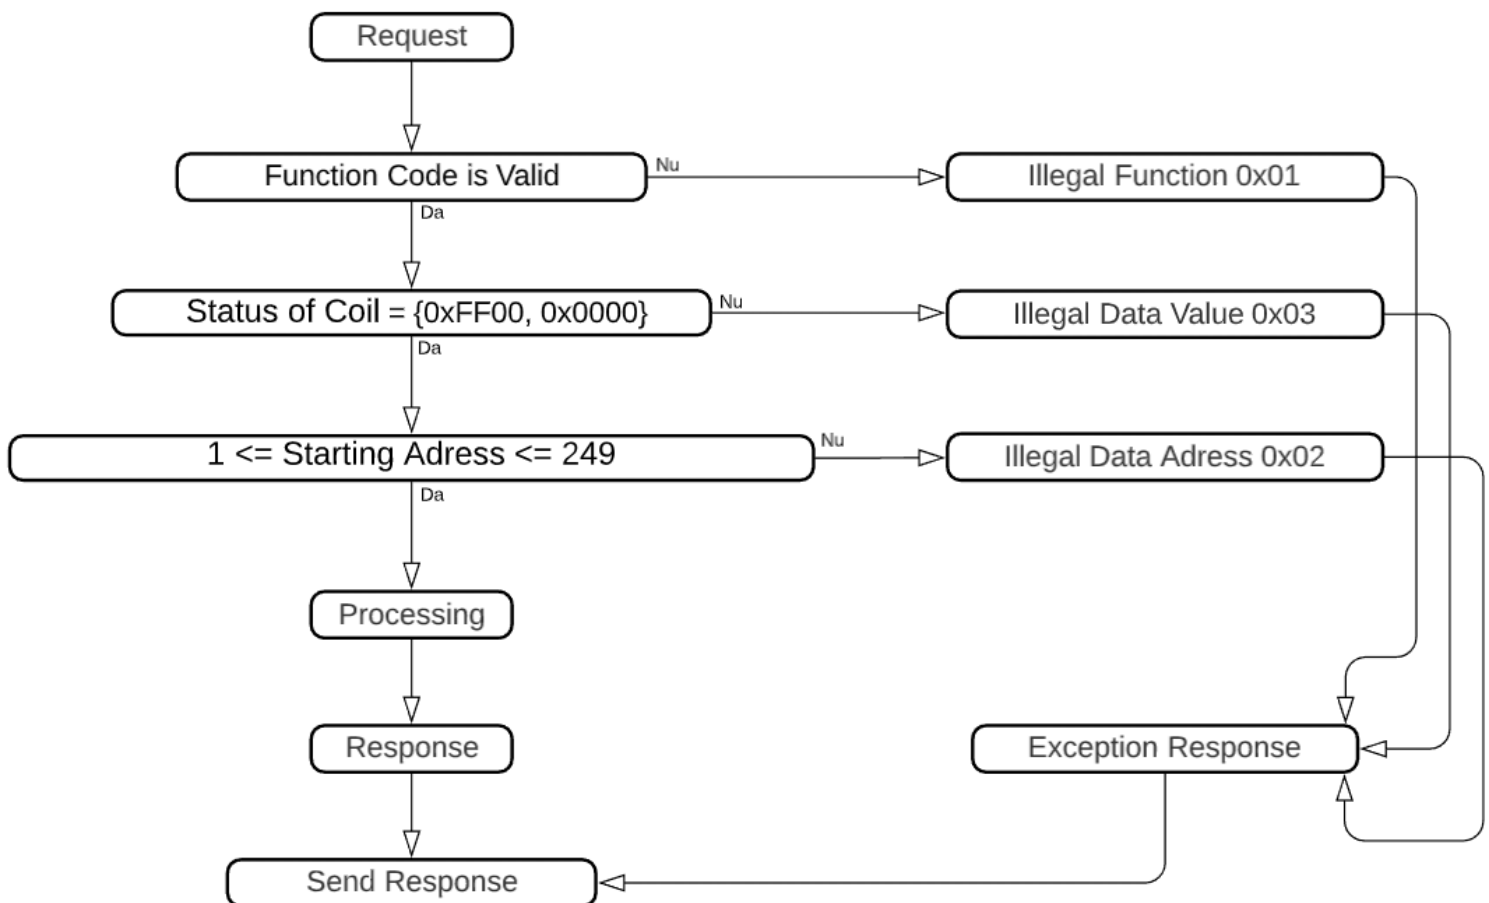 Request
Function Code is Valid
Nu
Illegal Function 0x01
Da
Status of Coil = {0xFF00, 0x0000}
Nu
Illegal Data Value 0x03
Da
1 <= Starting Adress <= 249
Nu
Illegal Data Adress 0x02
Da
Processing
Response
Exception Response
Send Response